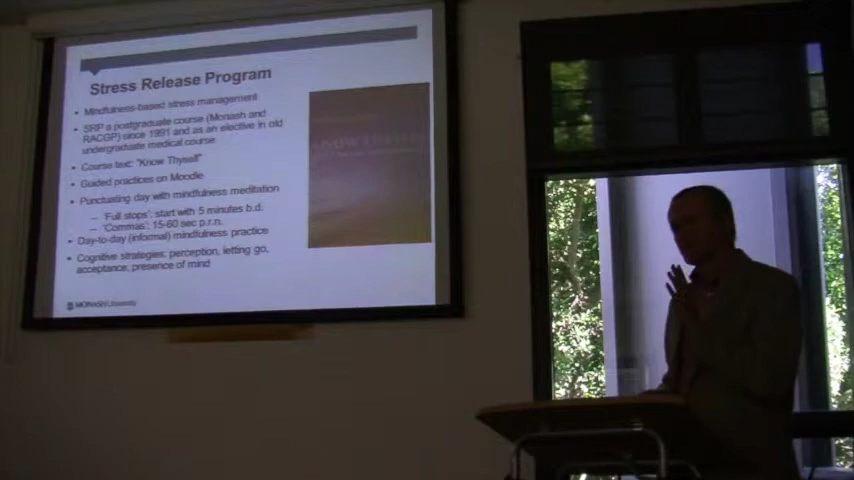 Stress Release Program
• Mindfulness-based stress management
• SRP a postgraduate course (Monash and
RACGP) since 1991 and as an elective in old
undergraduate medical course
• Course text: "Know Thyself"
• Guided practices on Moodle
• Punctuating day with mindfulness meditation
– 'Full stops': start with 5 minutes b.d.
– 'Commas': 15-60 sec p.r.n.
• Day-to-day (informal) mindfulness practice
• Cognitive strategies: perception, letting go,
acceptance, presence of mind
MONASH University
KNOW THYSELF